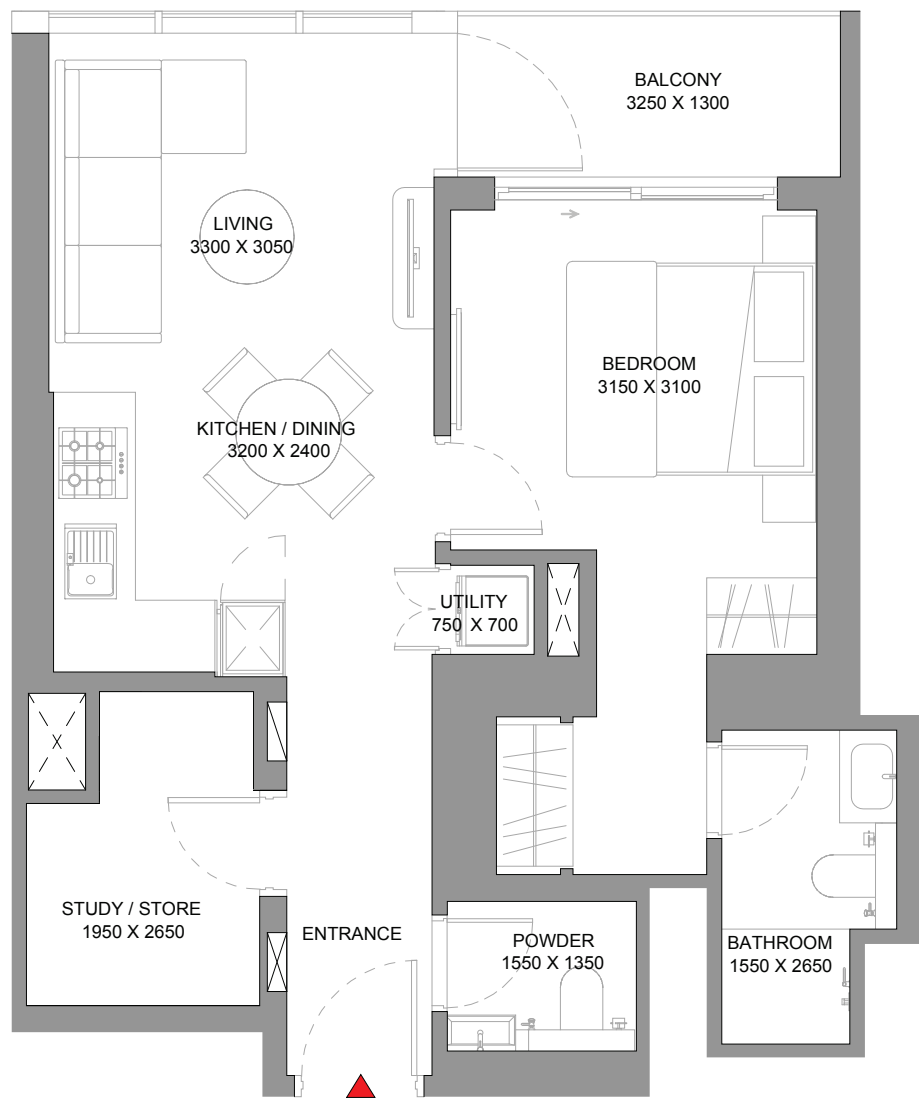 BALCONY
3250 X 1300
LIVING
3300 X 3050
BEDROOM
3150 X 3100
KITCHEN / DINING
3200 X 2400
UTILITY
750 X 700
STUDY / STORE
1950 X 2650
ENTRANCE
POWDER
1550 X 1350
BATHROOM
1550 X 2650